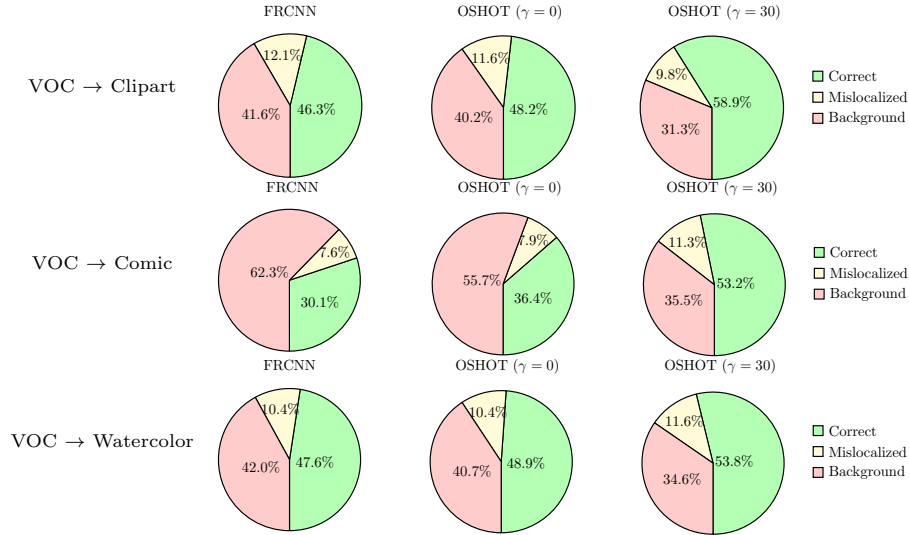 FRCNN OSHOT (γ = 0) OSHOT (γ = 30)
VOC → Clipart
12.1%
46.3%
41.6%
11.6%
48.2%
40.2%
9.8%
58.9%
31.3%
Correct
Mislocalized
Background
FRCNN OSHOT (γ = 0) OSHOT (γ = 30)
VOC → Comic
7.6%
62.3%
30.1%
7.9%
55.7%
36.4%
11.3%
53.2%
35.5%
Correct
Mislocalized
Background
FRCNN OSHOT (γ = 0) OSHOT (γ = 30)
VOC → Watercolor
10.4%
47.6%
42.0%
10.4%
48.9%
40.7%
11.6%
53.8%
34.6%
Correct
Mislocalized
Background